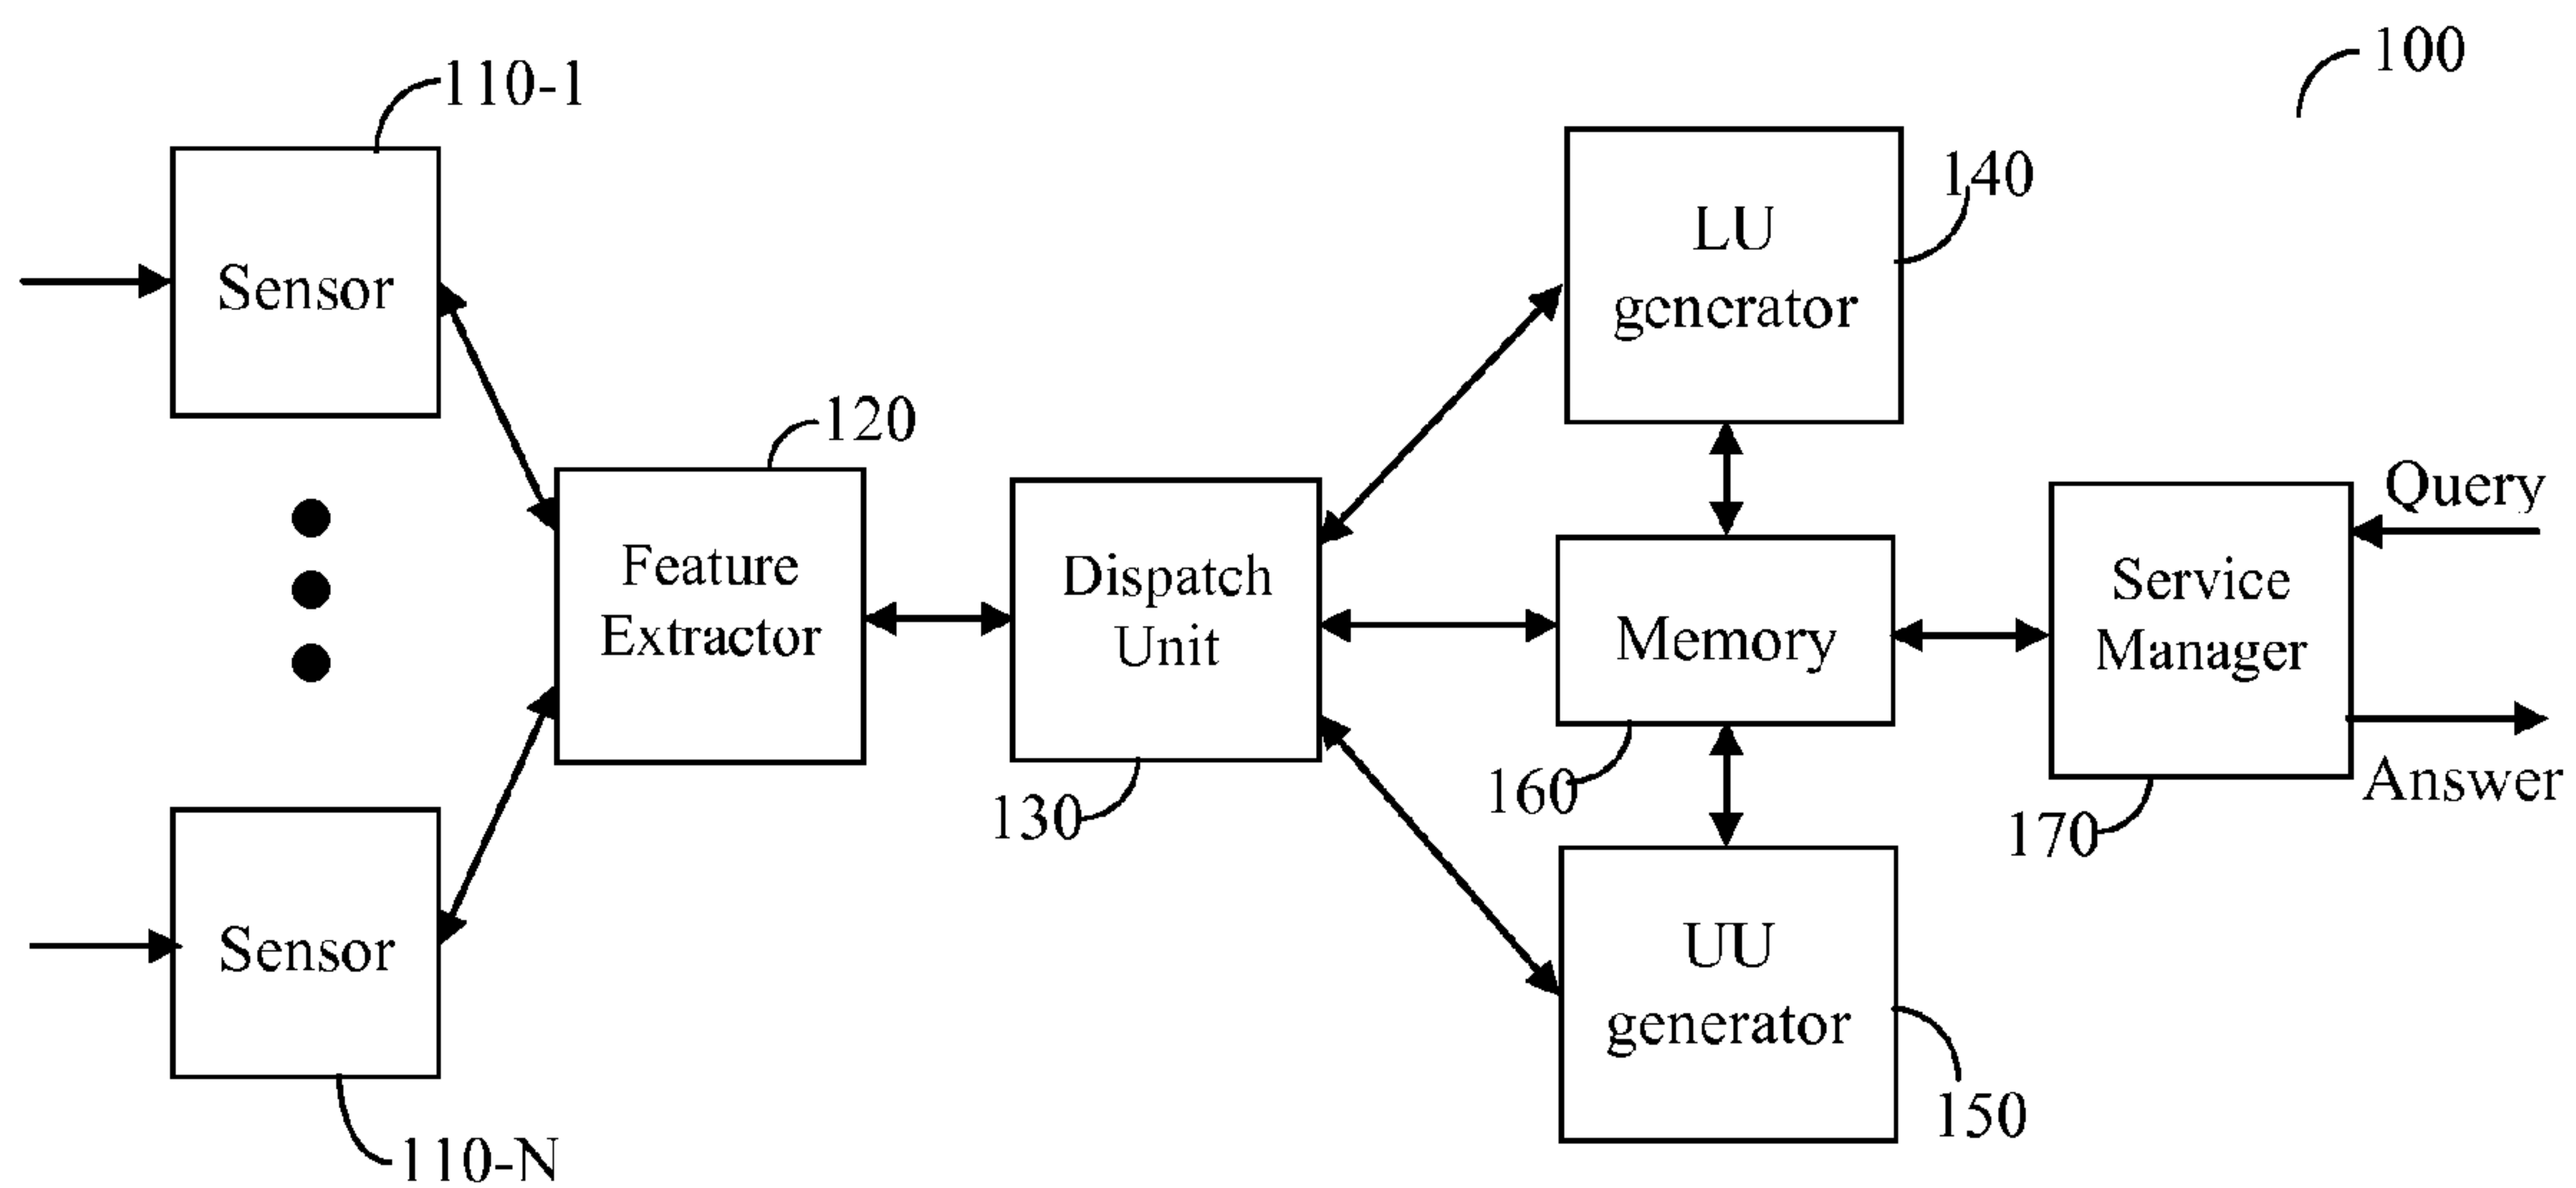 100
110-1
Sensor
140
LU
generator
120
Query
Feature
Extractor
Dispatch
Unit
Memory
Service
Manager
160
130
Answer
170
Sensor
UU
generator
150
110-N